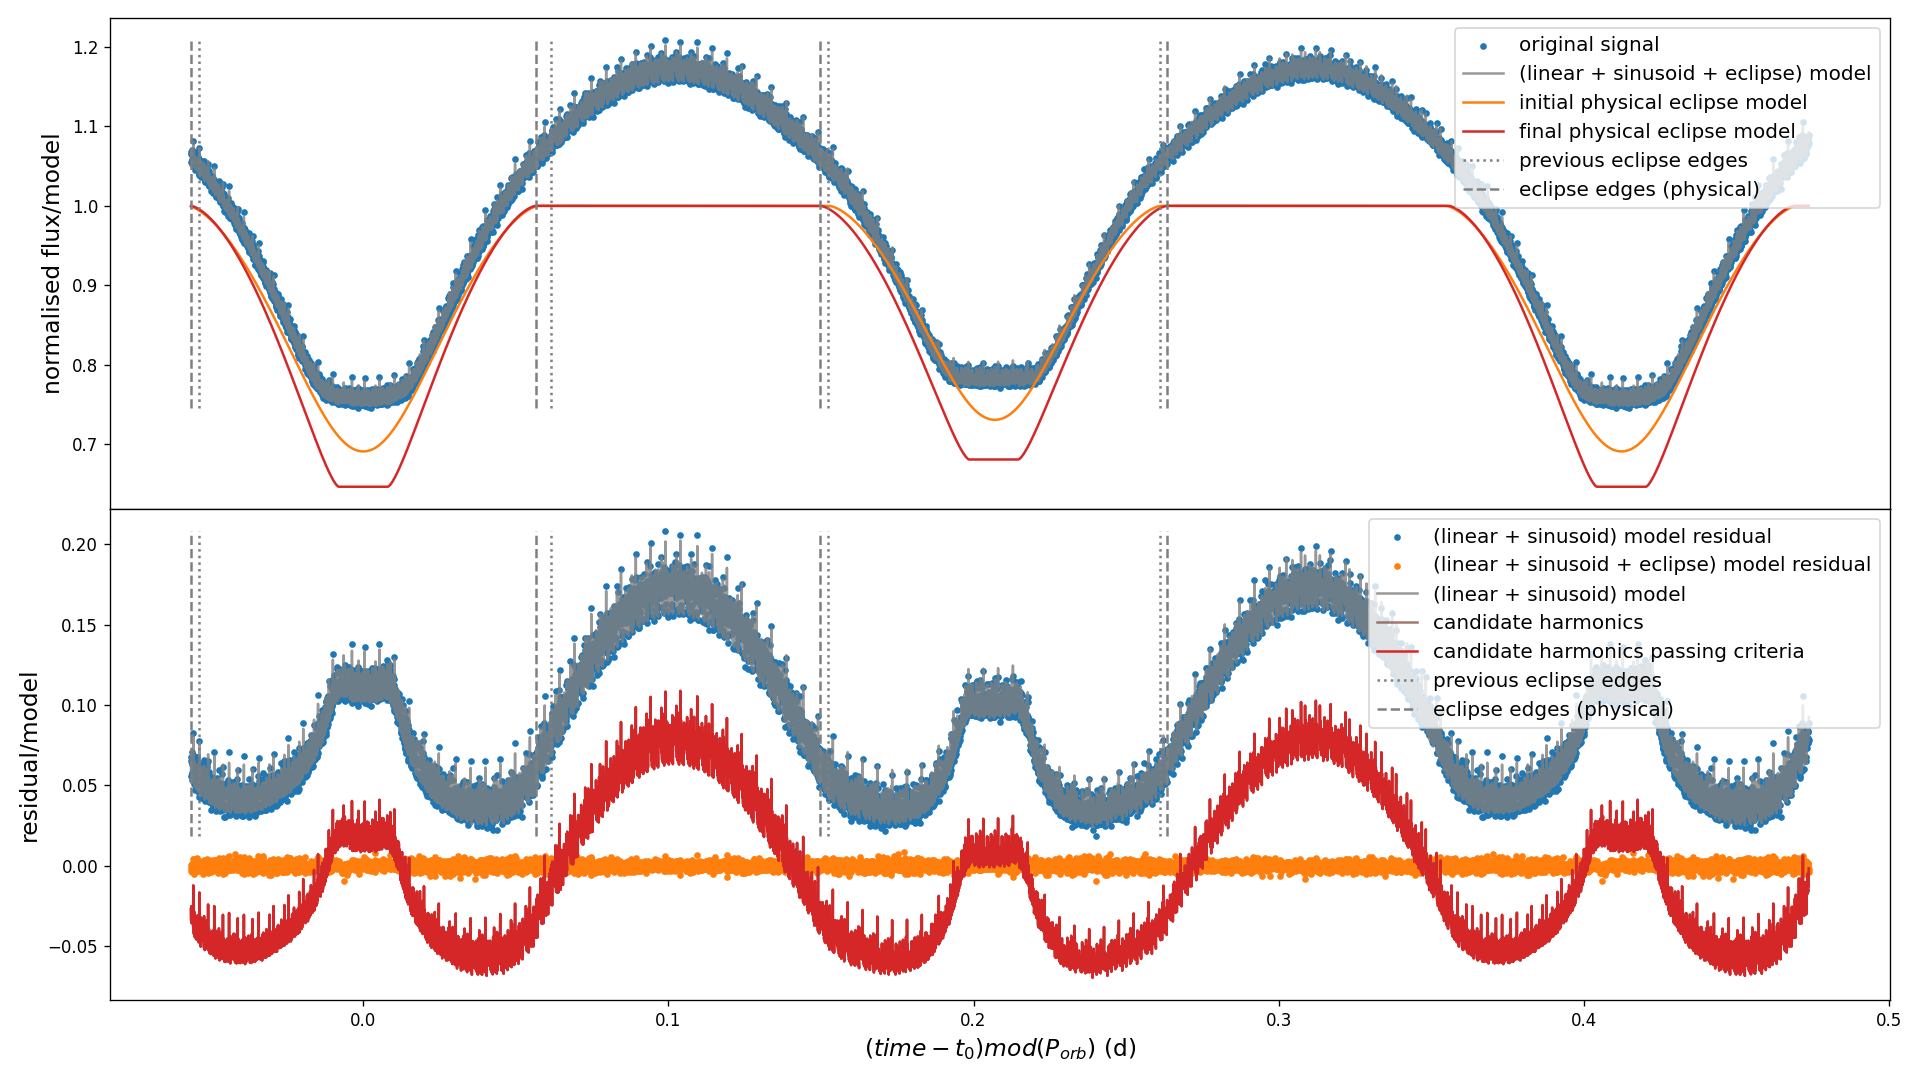 normalised flux/model
1.2
1.1
1.0
0.9
0.8
0.7
original signal
(linear + sinusoid + eclipse) model
initial physical eclipse model
final physical eclipse model
previous eclipse edges
eclipse edges (physical)
residual/model
0.20
0.15
0.10
0.05
0.00
−0.05
(linear + sinusoid) model residual
(linear + sinusoid + eclipse) model residual
(linear + sinusoid) model
candidate harmonics
candidate harmonics passing criteria
previous eclipse edges
eclipse edges (physical)
0.0 0.1 0.2 0.3 0.4 0.5
(time − t₀)mod(Pₒᵣb) (d)